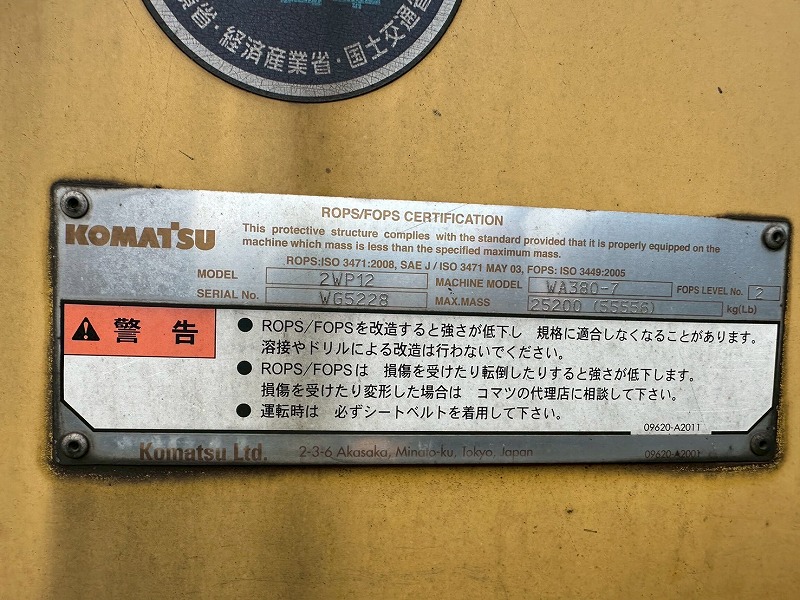 省・経済産業省・国土交通省
ROPS/FOPS CERTIFICATION
KOMATSU
This protective structure complies with the standard provided that it is properly equipped on the
machine which mass is less than the specified maximum mass.
ROPS:ISO 3471:2008, SAE J / ISO 3471 MAY 03, FOPS: ISO 3449:2005
MODEL 2WP12 MACHINE MODEL WA380-7 FOPS LEVEL No. 2
SERIAL No. WG5228 MAX.MASS 25200 (55556) kg(Lb)
警告
● ROPS/FOPSを改造すると強さが低下し 規格に適合しなくなることがあります。
溶接やドリルによる改造は行わないでください。
● ROPS/FOPSは 損傷を受けたり転倒したりすると強さが低下します。
損傷を受けたり変形した場合は コマツの代理店に相談して下さい。
● 運転時は 必ずシートベルトを着用して下さい。
09620-A2011
Komatsu Ltd. 2-3-6 Akasaka, Minato-ku, Tokyo, Japan 09620-A2001